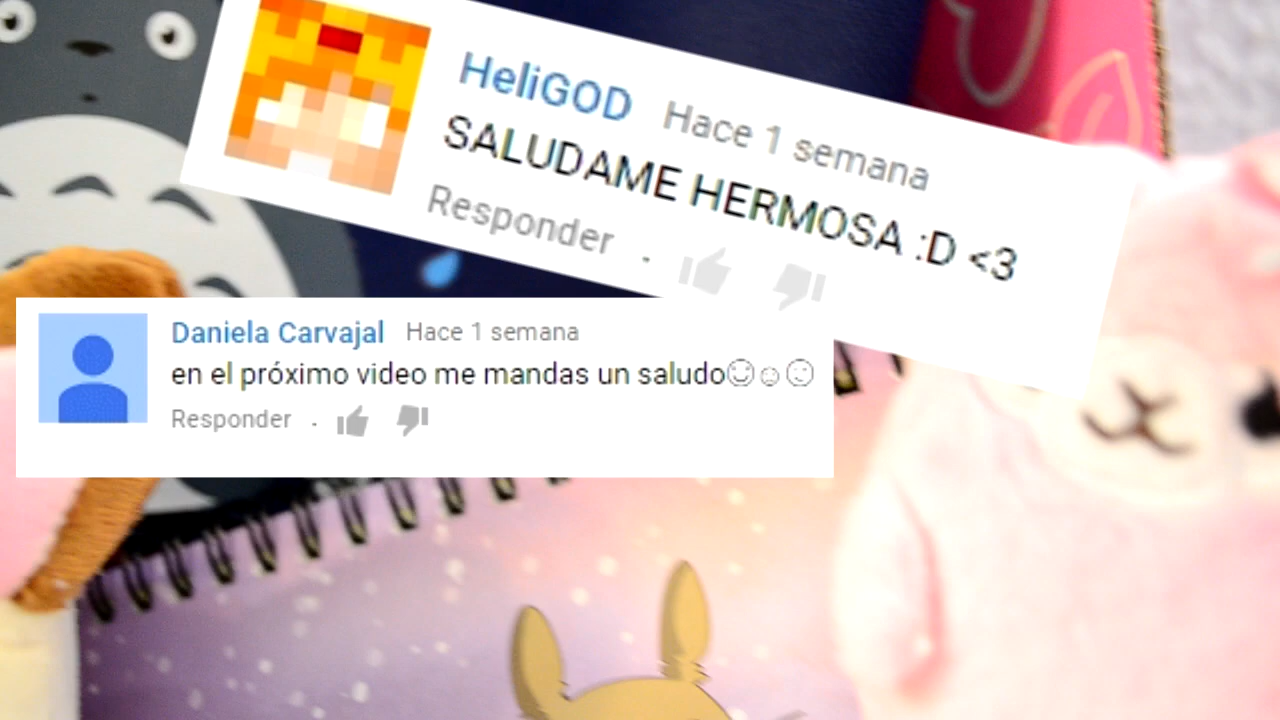 HeliGOD Hace 1 semana
SALUDAME HERMOSA :D <3
Responder .
Daniela Carvajal Hace 1 semana
en el próximo video me mandas un saludo☺☺☺
Responder .